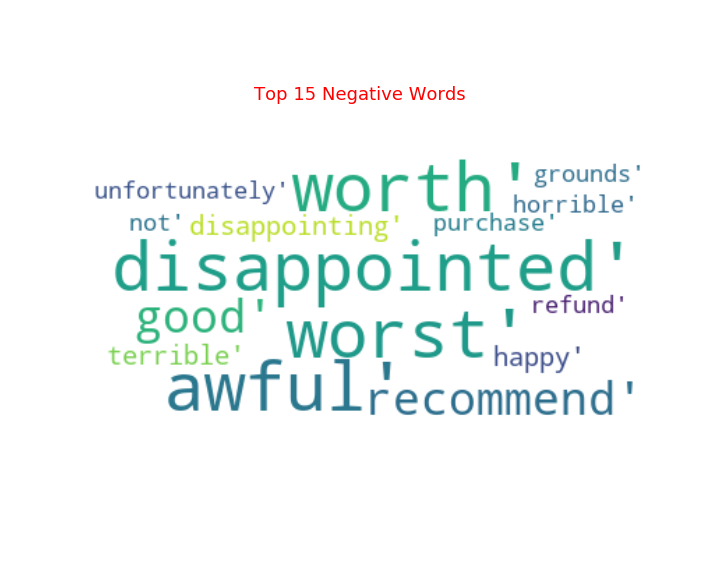 Top 15 Negative Words
worth'
grounds'
unfortunately'
horrible'
not'
disappointing'
purchase'
disappointed'
refund'
good'
worst'
terrible'
happy'
awful'
recommend'